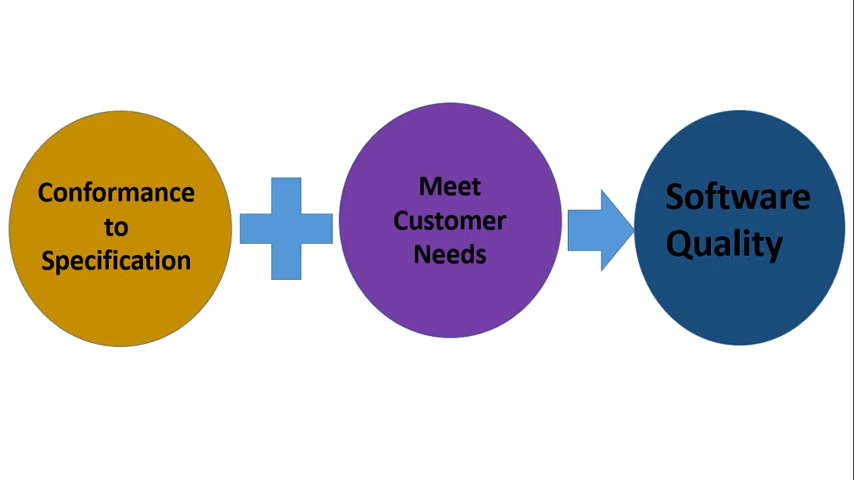 Conformance
to
Specification
Meet
Customer
Needs
Software
Quality